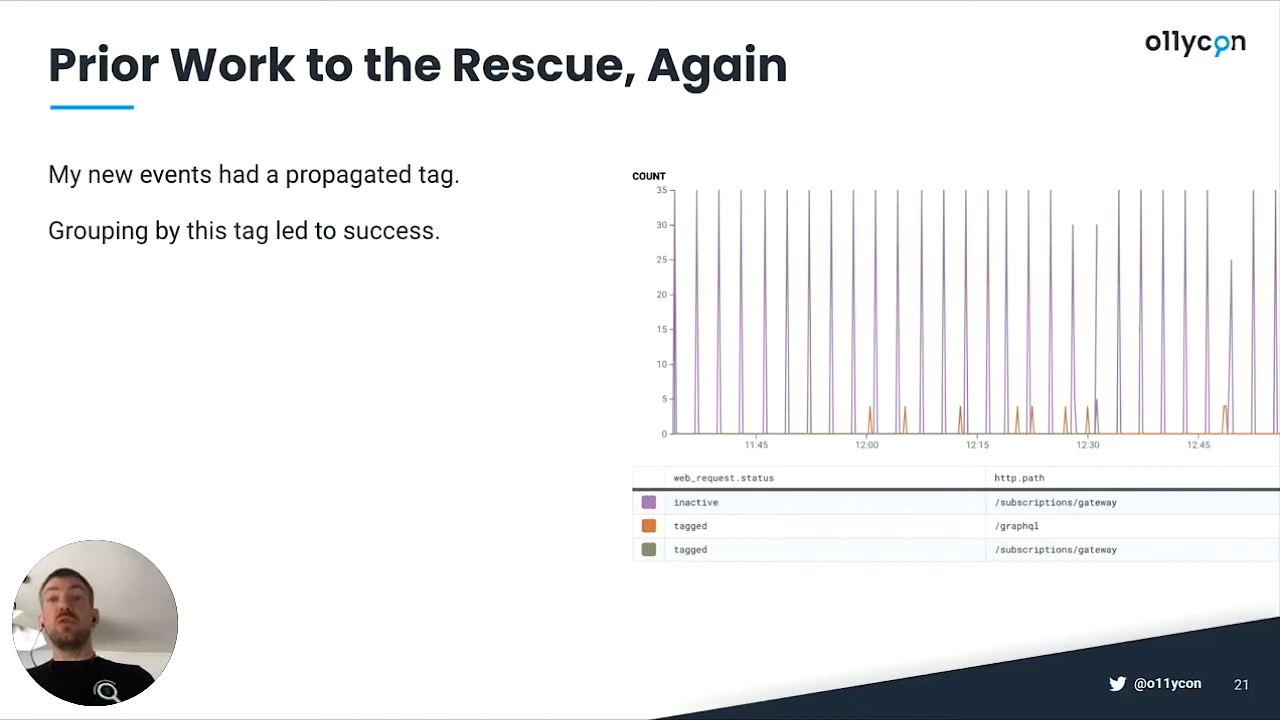 Prior Work to the Rescue, Again
o11ycon
My new events had a propagated tag.
Grouping by this tag led to success.
COUNT
35
30
25
20
15
10
5
0
11:45 12:00 12:15 12:30 12:45
web_request.status http.path
inactive /subscriptions/gateway
tagged /graphql
tagged /subscriptions/gateway
@o11ycon 21